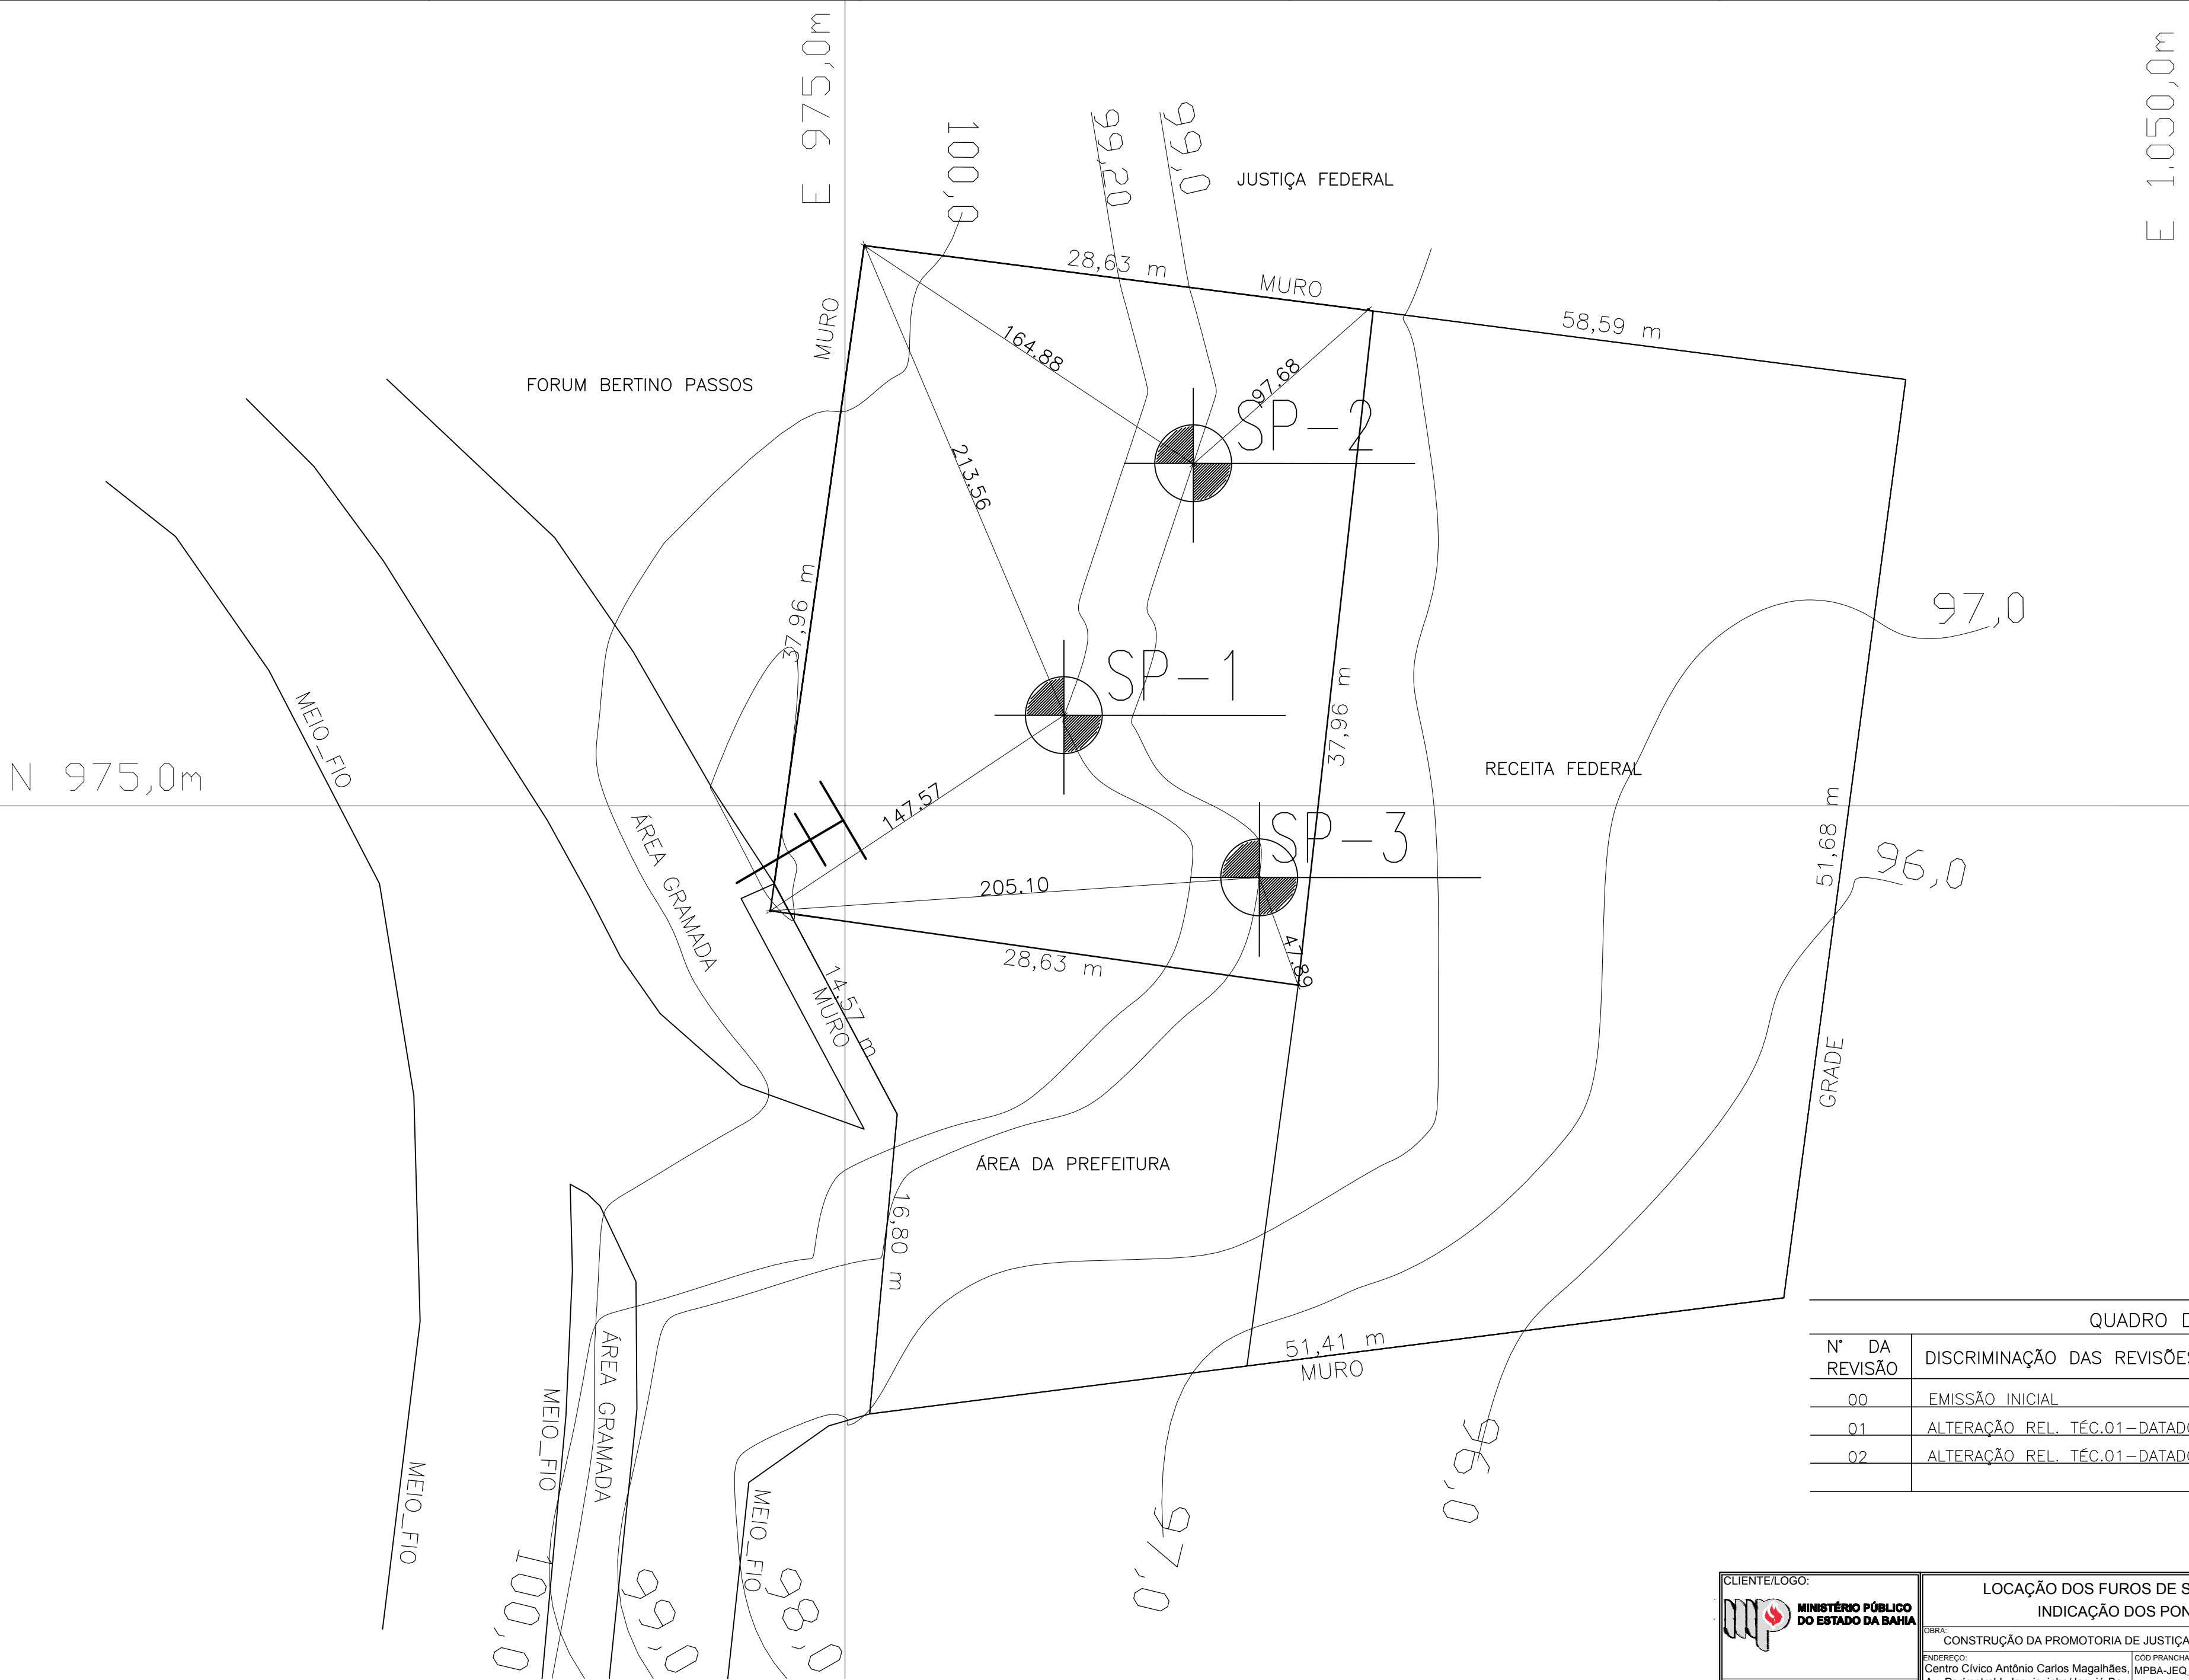 E 975,0m
E 1.050,0m
100,0
99,20
99,0
JUSTIÇA FEDERAL
28,63 m
MURO
58,59 m
MURO
FORUM BERTINO PASSOS
164.88
97.68
SP-2
213.56
37,96 m
97,0
SP-1
37,96 m
MEIO_FIO
N 975,0m
RECEITA FEDERAL
147.57
51,68 m
ÁREA GRAMADA
SP-3
96,0
205.10
47.89
28,63 m
14,57 m
MURO
GRADE
ÁREA DA PREFEITURA
16,80 m
51,41 m
MURO
ÁREA GRAMADA
MEIO_FIO
MEIO_FIO
MEIO_FIO
100,0
99,0
98,0
97,0
96,0
QUADRO D
N° DA REVISÃO
DISCRIMINAÇÃO DAS REVISÕES
00 EMISSÃO INICIAL
01 ALTERAÇÃO REL. TÉC.01-DATADO
02 ALTERAÇÃO REL. TÉC.01-DATADO
CLIENTE/LOGO:
mp
MINISTÉRIO PÚBLICO
DO ESTADO DA BAHIA
LOCAÇÃO DOS FUROS DE S
INDICAÇÃO DOS PON
OBRA:
CONSTRUÇÃO DA PROMOTORIA DE JUSTIÇA
ENDEREÇO:
Centro Cívico Antônio Carlos Magalhães,
CÓD PRANCHA
MPBA-JEQ_